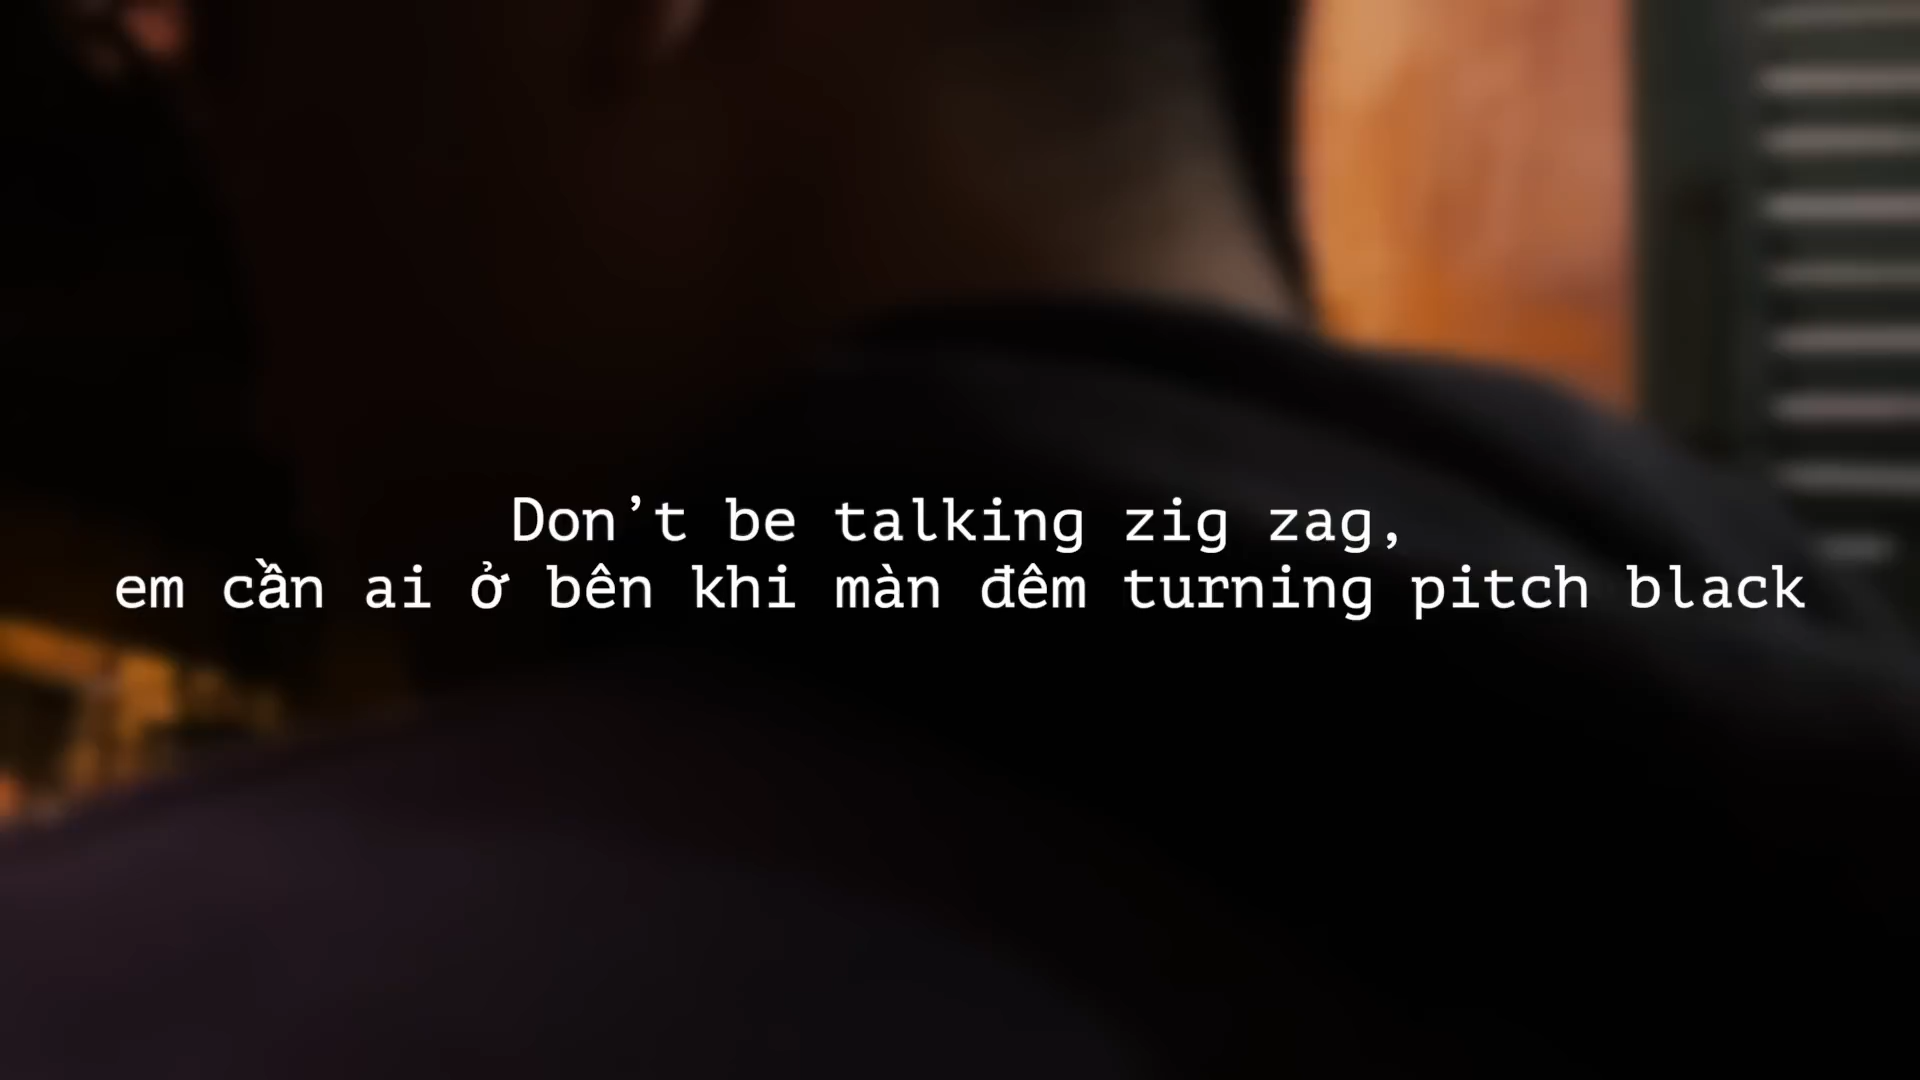 Don’t be talking zig zag,
em cần ai ở bên khi màn đêm turning pitch black